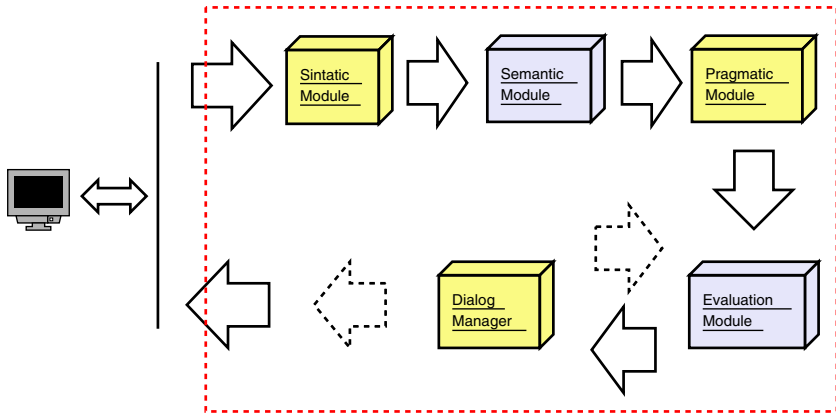 Sintatic
Module
Semantic
Module
Pragmatic
Module
Dialog
Manager
Evaluation
Module